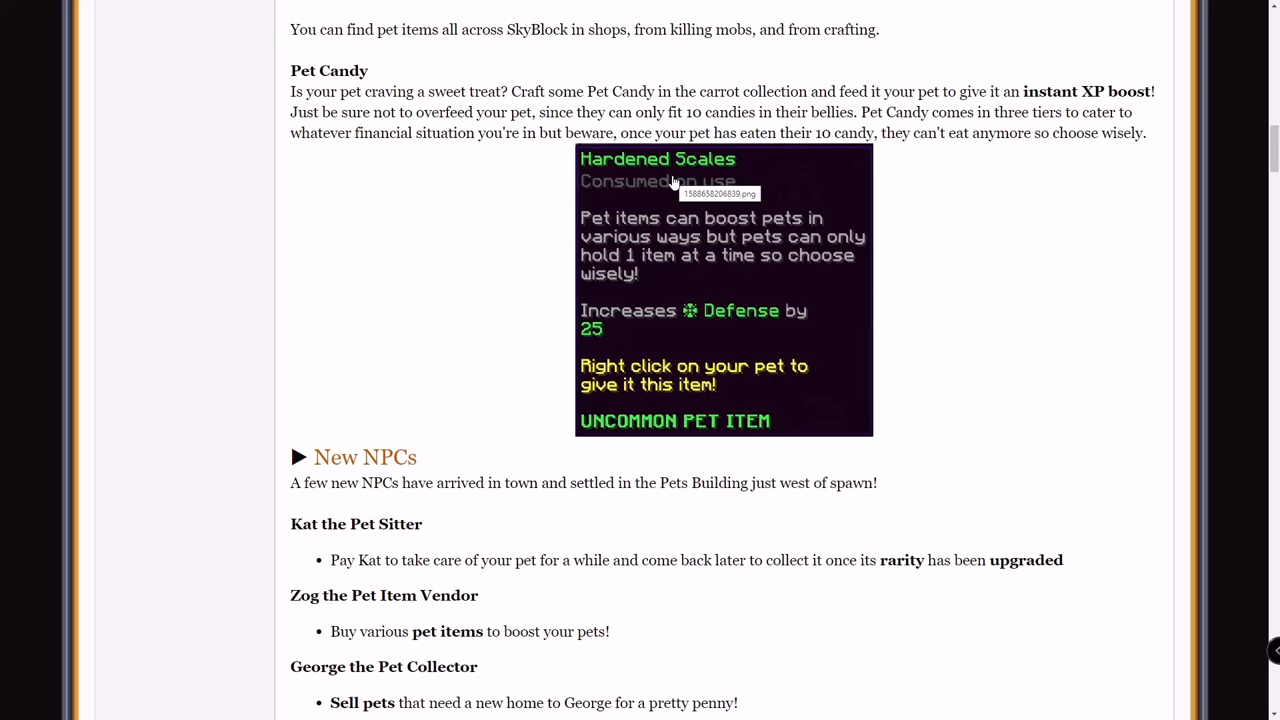 You can find pet items all across SkyBlock in shops, from killing mobs, and from crafting.
Pet Candy
Is your pet craving a sweet treat? Craft some Pet Candy in the carrot collection and feed it your pet to give it an instant XP boost!
Just be sure not to overfeed your pet, since they can only fit 10 candies in their bellies. Pet Candy comes in three tiers to cater to
whatever financial situation you're in but beware, once your pet has eaten their 10 candy, they can't eat anymore so choose wisely.
Hardened Scales
Consumed on use
1588658206839.png
Pet items can boost pets in
various ways but pets can only
hold 1 item at a time so choose
wisely!
Increases Defense by
25
Right click on your pet to
give it this item!
UNCOMMON PET ITEM
New NPCs
A few new NPCs have arrived in town and settled in the Pets Building just west of spawn!
Kat the Pet Sitter
• Pay Kat to take care of your pet for a while and come back later to collect it once its rarity has been upgraded
Zog the Pet Item Vendor
• Buy various pet items to boost your pets!
George the Pet Collector
• Sell pets that need a new home to George for a pretty penny!